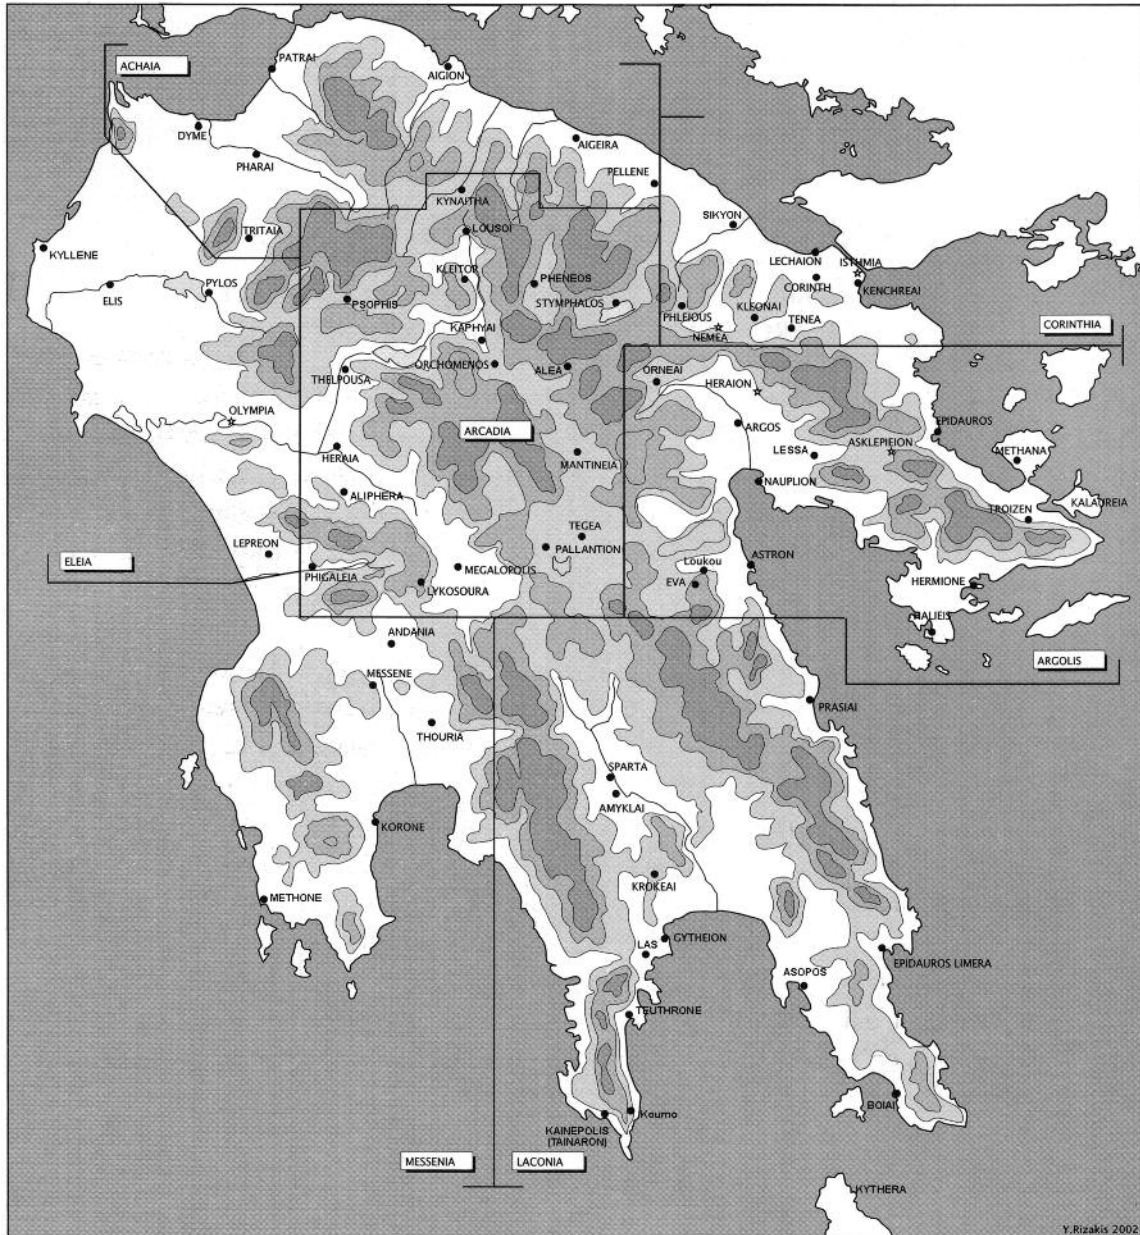 PATRAI
ACHAIA
AIGION
DYME
AIGEIRA
PHARAI
PELLENE
KYNAITHA
SIKYON
TRITAIA
LOUSOI
KYLLENE
LECHAION
ISTHMIA
KLEITOR
PHENEOS
ELIS
PYLOS
CORINTH
KENCHREAI
PSOPHIS
STYMPHALOS
PHLEIOUS
KLEONAI
TENEA
CORINTHIA
KAPHYAI
NEMEA
ORCHOMENOS
ALEA
THELPOUSA
ORNEAI
HERAION
OLYMPIA
ARCADIA
ARGOS
EPIDAUROS
ASKLEPIEION
HERAIA
LESSA
METHANA
MANTINEIA
NAUPLION
ALIPHERA
KALAUREIA
TROIZEN
TEGEA
LEPREON
PALLANTION
ASTRON
ELEIA
Loukou
PHIGALEIA
MEGALOPOLIS
EVA
HERMIONE
LYKOSOURA
HALIEIS
ANDANIA
ARGOLIS
MESSENE
PRASIAI
THOURIA
SPARTA
AMYKLAI
KORONE
KROKEAI
METHONE
GYTHEION
LAS
EPIDAUROS LIMERA
ASOPOS
TEUTHRONE
BOIAI
Koumo
KAINEPOLIS
(TAINARON)
MESSENIA
LACONIA
KYTHERA
Y.Rizakis 2002